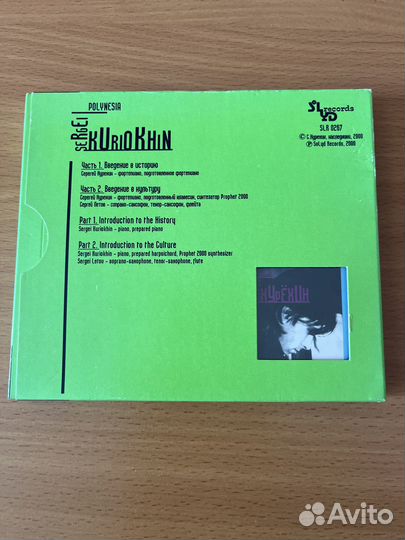 POLYNESIA
SERGEI
KURIOKHIN
SoLyd records
SLR 0267
© С.Курехин, наследники, 2000
℗ SoLyd Records, 2000
Часть 1. Введение в историю
Сергей Курехин - фортепиано, подготовленное фортепиано
Часть 2. Введение в культуру
Сергей Курехин - фортепиано, подготовленный клавесин, синтезатор Prophet 2000
Сергей Летов - сопрано-саксофон, тенор-саксофон, флейта
Part 1. Introduction to the History
Sergei Kuriokhin - piano, prepared piano
Part 2. Introduction to the Culture
Sergei Kuriokhin - piano, prepared harpsichord, Prophet 2000 synthesizer
Sergei Letov - soprano-saxophone, tenor-saxophone, flute
КУРЁХИН
Avito